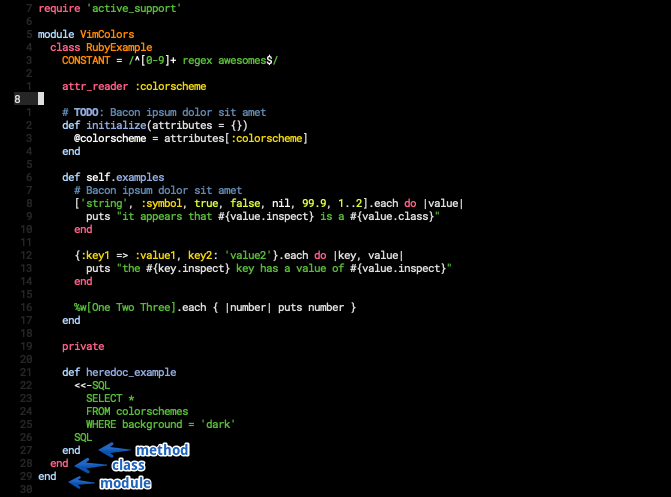 7 require 'active_support'
6
5 module VimColors
4 class RubyExample
3 CONSTANT = /^[0-9]+ regex awesomes$/
2
1 attr_reader :colorscheme
8
1 # TODO: Bacon ipsum dolor sit amet
2 def initialize(attributes = {})
3 @colorscheme = attributes[:colorscheme]
4 end
5
6 def self.examples
7 # Bacon ipsum dolor sit amet
8 ['string', :symbol, true, false, nil, 99.9, 1..2].each do |value|
9 puts "it appears that #{value.inspect} is a #{value.class}"
10 end
11
12 {:key1 => :value1, key2: 'value2'}.each do |key, value|
13 puts "the #{key.inspect} key has a value of #{value.inspect}"
14 end
15
16 %w[One Two Three].each { |number| puts number }
17 end
18
19 private
20
21 def heredoc_example
22 <<-SQL
23 SELECT *
24 FROM colorschemes
25 WHERE background = 'dark'
26 SQL
27 end method
28 end class
29 end module
30